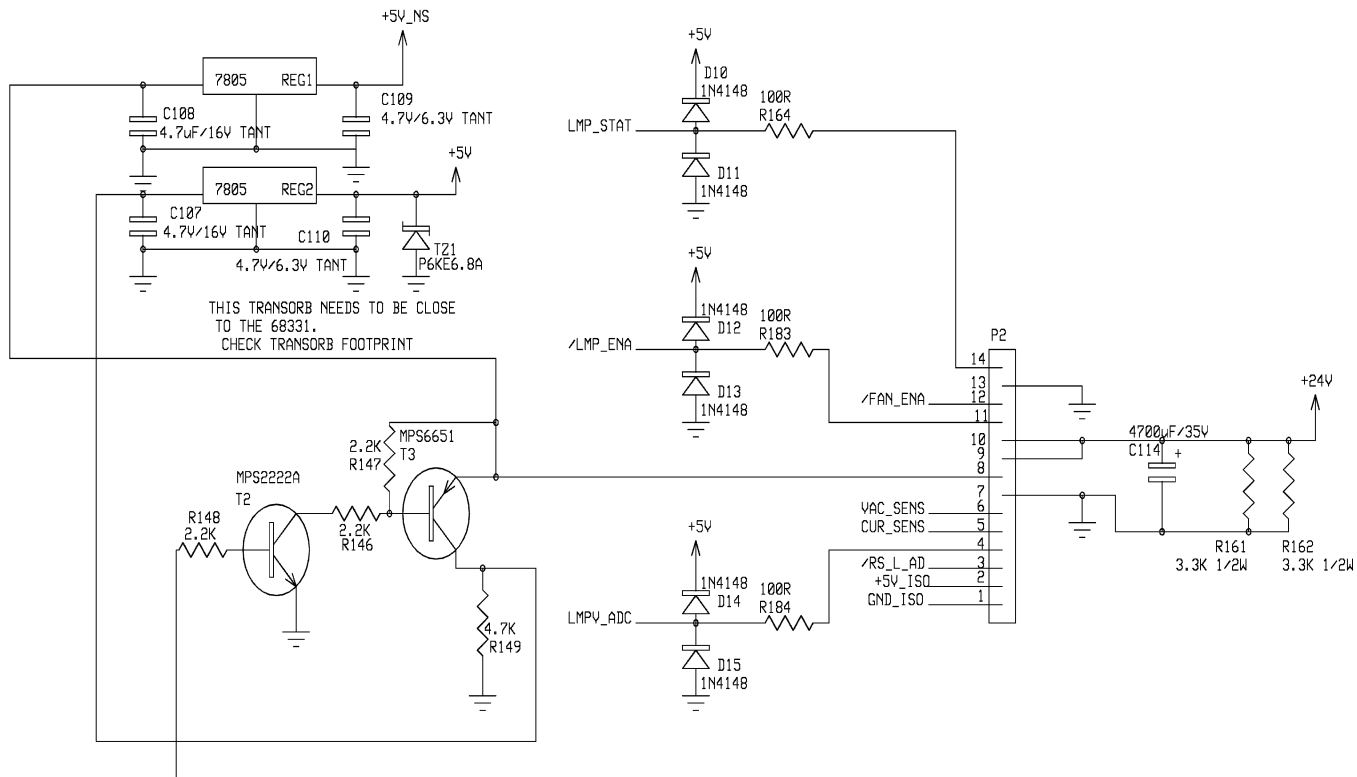 +5V_NS
7805 REG1
C108
4.7uF/16V TANT
C109
4.7V/6.3V TANT
+5V
7805 REG2
C107
4.7V/16V TANT
C110
4.7V/6.3V TANT
TZ1
P6KE6.8A
THIS TRANSORB NEEDS TO BE CLOSE
TO THE 68331.
CHECK TRANSORB FOOTPRINT
MPS6651
T3
2.2K
R147
MPS2222A
T2
R148
2.2K
2.2K
R146
4.7K
R149
+5V
D10
1N4148
LMP_STAT
100R
R164
D11
1N4148
+5V
1N4148
D12
/LMP_ENA
100R
R183
D13
1N4148
+5V
1N4148
D14
LMPV_ADC
100R
R184
D15
1N4148
P2
14
13
/FAN_ENA 12
11
10
9
8
7
VAC_SENS 6
CUR_SENS 5
4
/RS_L_AD 3
+5V_ISO 2
GND_ISO 1
+24V
4700uF/35V
C114 +
R161
3.3K 1/2W
R162
3.3K 1/2W